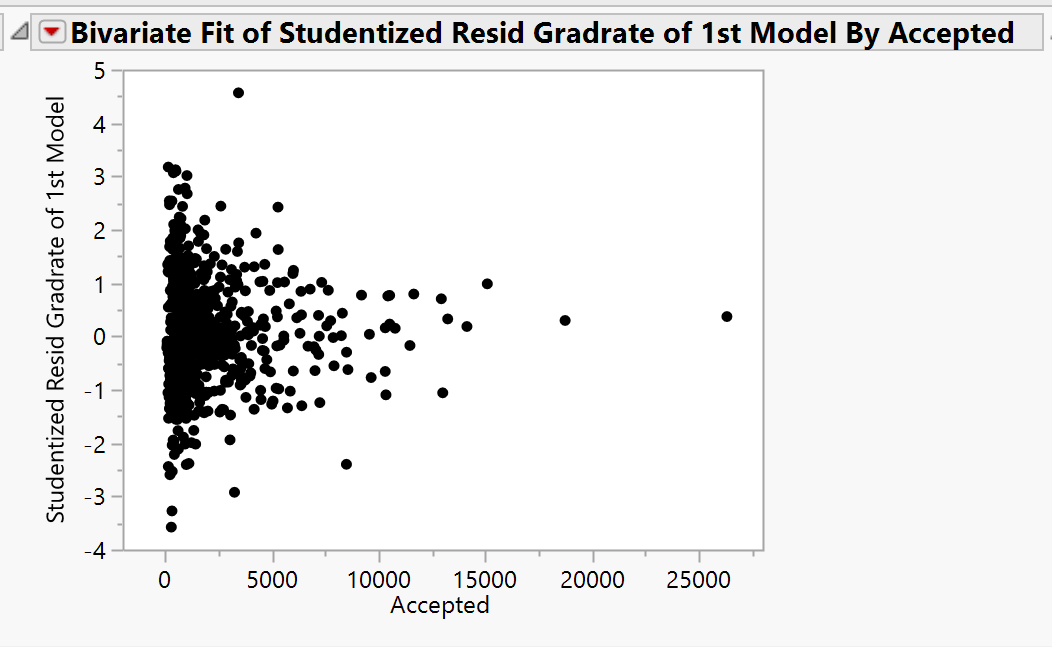 Bivariate Fit of Studentized Resid Gradrate of 1st Model By Accepted
Studentized Resid Gradrate of 1st Model
5
4
3
2
1
0
-1
-2
-3
-4
0 5000 10000 15000 20000 25000
Accepted